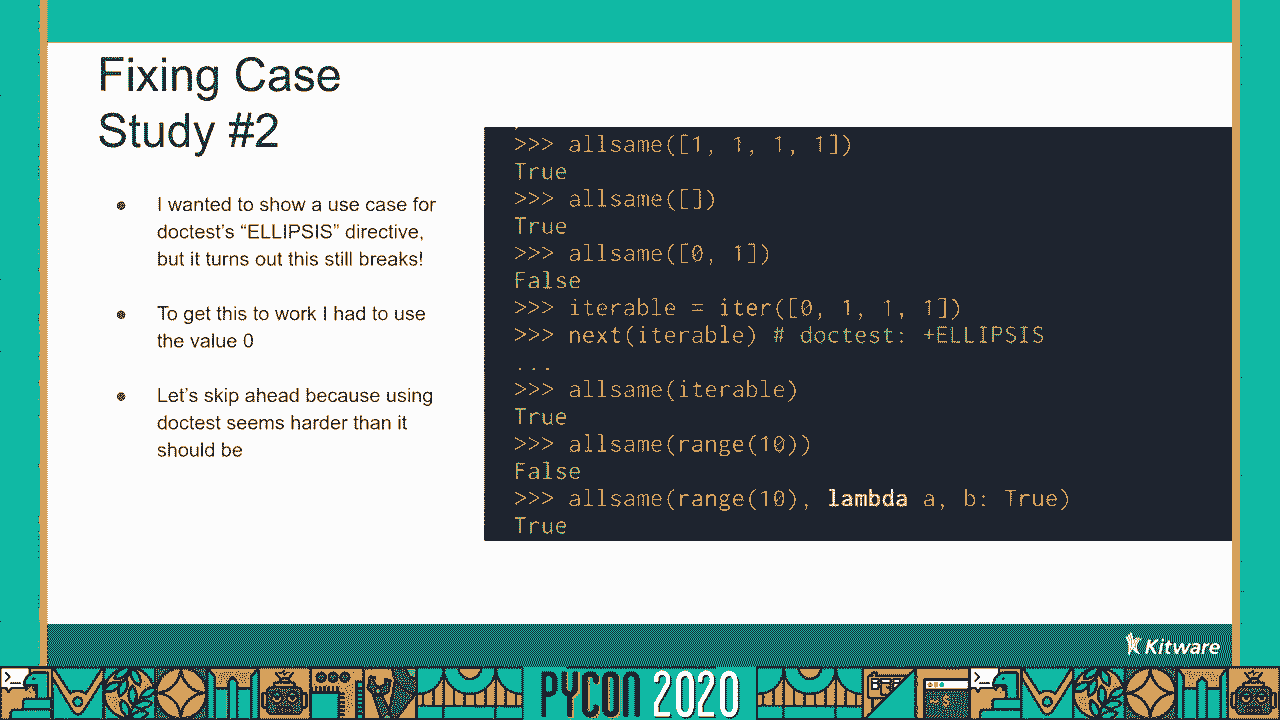 Fixing Case
Study #2
● I wanted to show a use case for
doctest’s “ELLIPSIS” directive,
but it turns out this still breaks!
● To get this to work I had to use
the value 0
● Let’s skip ahead because using
doctest seems harder than it
should be
>>> allsame([1, 1, 1, 1])
True
>>> allsame([])
True
>>> allsame([0, 1])
False
>>> iterable = iter([0, 1, 1, 1])
>>> next(iterable) # doctest: +ELLIPSIS
...
>>> allsame(iterable)
True
>>> allsame(range(10))
False
>>> allsame(range(10), lambda a, b: True)
True
Kitware
PYCON 2020